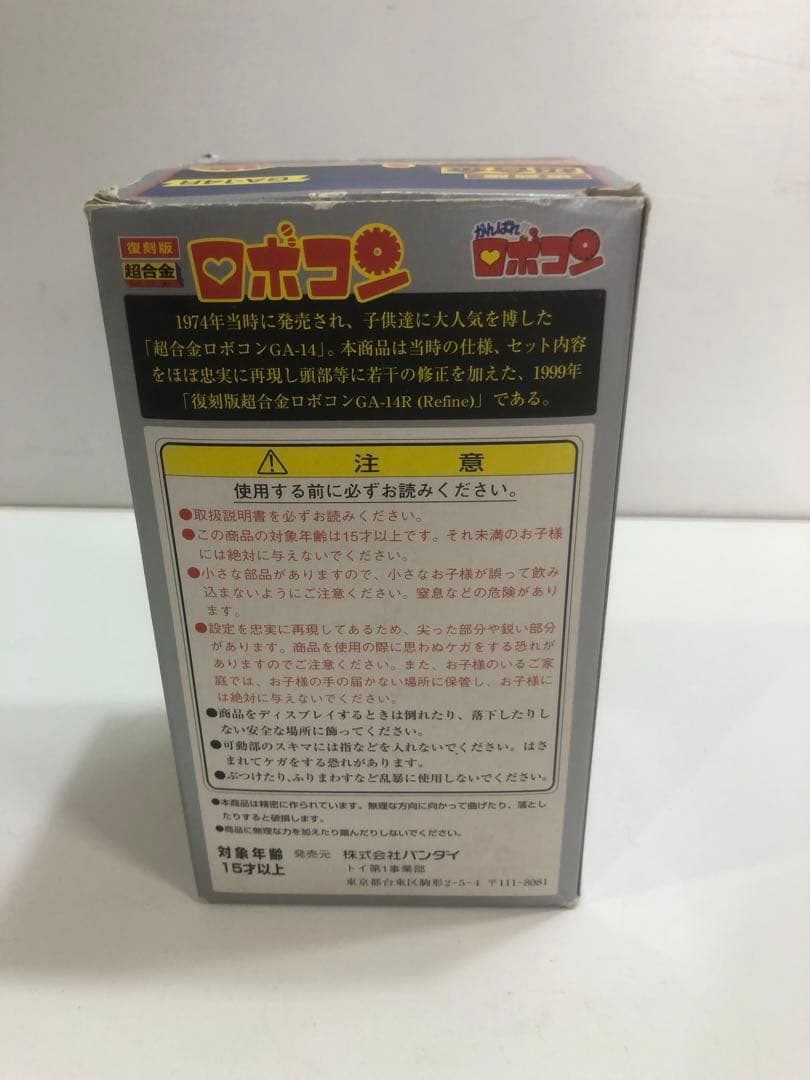 GA-14R
復刻版
超合金
ロボコン
がんばれ
ロボコン
1974年当時に発売され、子供達に大人気を博した
「超合金ロボコンGA-14」。本商品は当時の仕様、セット内容
をほぼ忠実に再現し頭部等に若干の修正を加えた、1999年
「復刻版超合金ロボコンGA-14R (Refine)」である。
注 意
使用する前に必ずお読みください。
●取扱説明書を必ずお読みください。
●この商品の対象年齢は15才以上です。それ未満のお子様
には絶対に与えないでください。
●小さな部品がありますので、小さなお子様が誤って飲み
込まないようにご注意ください。窒息などの危険があり
ます。
●設定を忠実に再現してあるため、尖った部分や鋭い部分
があります。商品を使用の際に思わぬケガをする恐れが
ありますのでご注意ください。また、お子様のいるご家
庭では、お子様の手の届かない場所に保管し、お子様に
は絶対に与えないでください。
●商品をディスプレイするときは倒れたり、落下したりし
ない安全な場所に飾ってください。
●可動部のスキマには指などを入れないでください。はさ
まれてケガをする恐れがあります。
●ぶつけたり、ふりまわすなど乱暴に使用しないでください。
●本商品は精密に作られています。無理な方向に向かって曲げたり、落とし
たりすると破損します。
●商品に無理な力を加えたり踏んだりしないでください。
対象年齢 発売元 株式会社バンダイ
15才以上 トイ第1事業部
東京都台東区駒形2-5-4 〒111-8081